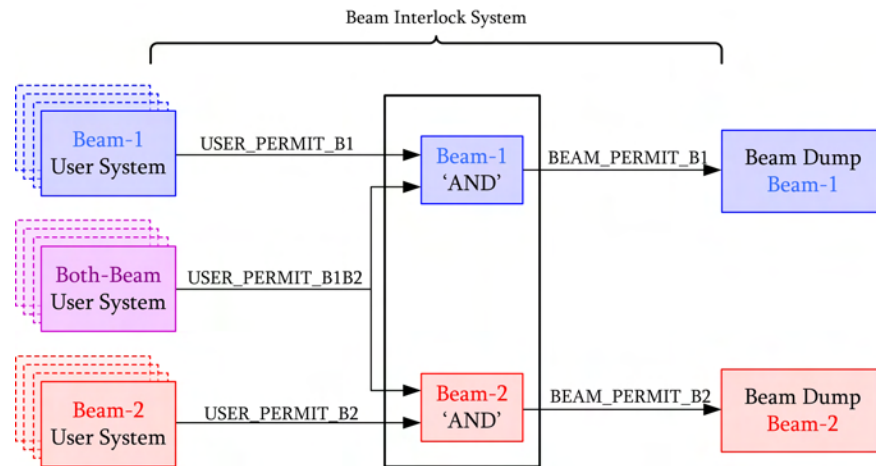 Beam Interlock System
Beam-1
User System
USER_PERMIT_B1
Beam-1
'AND'
BEAM_PERMIT_B1
Beam Dump
Beam-1
Both-Beam
User System
USER_PERMIT_B1B2
Beam-2
User System
USER_PERMIT_B2
Beam-2
'AND'
BEAM_PERMIT_B2
Beam Dump
Beam-2